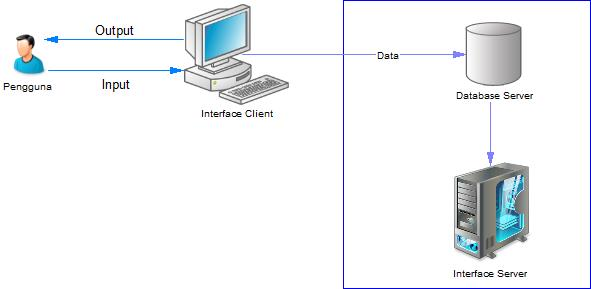 Output
Input
Pengguna
Interface Client
Data
Database Server
Interface Server